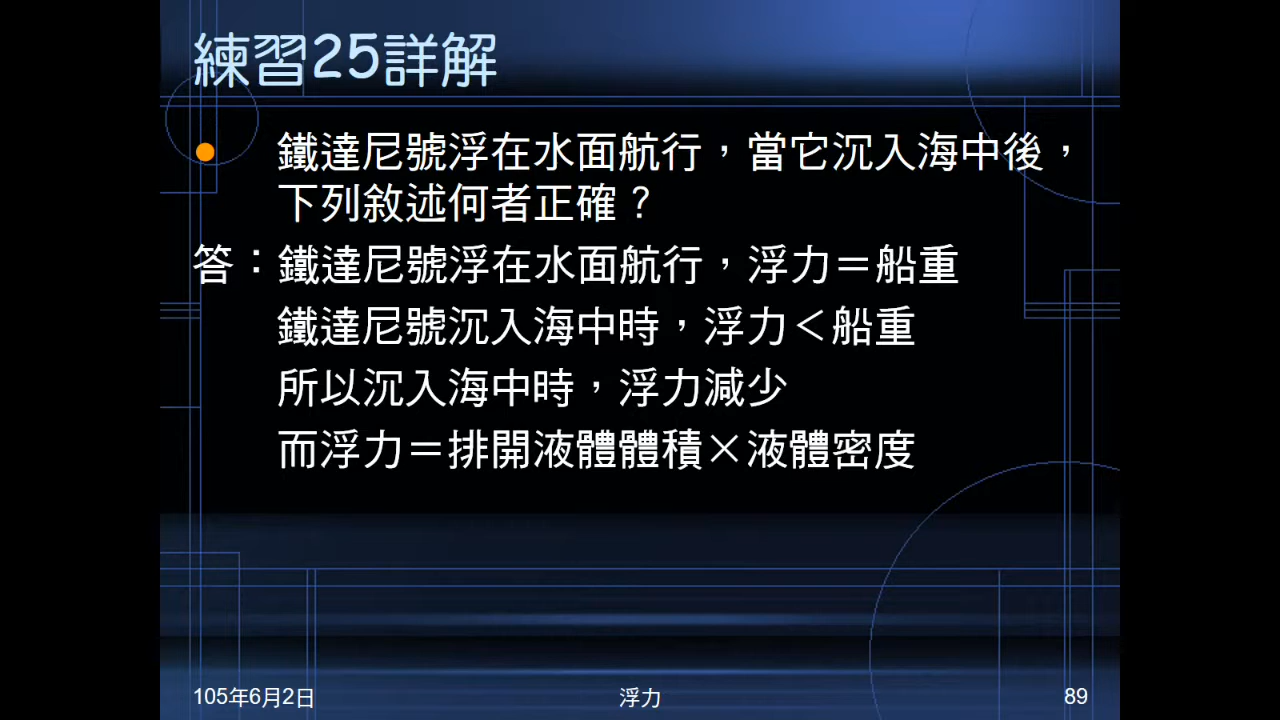 練習25詳解
鐵達尼號浮在水面航行，當它沉入海中後，
下列敘述何者正確？
答：鐵達尼號浮在水面航行，浮力＝船重
鐵達尼號沉入海中時，浮力＜船重
所以沉入海中時，浮力減少
而浮力＝排開液體體積×液體密度
105年6月2日
浮力
89